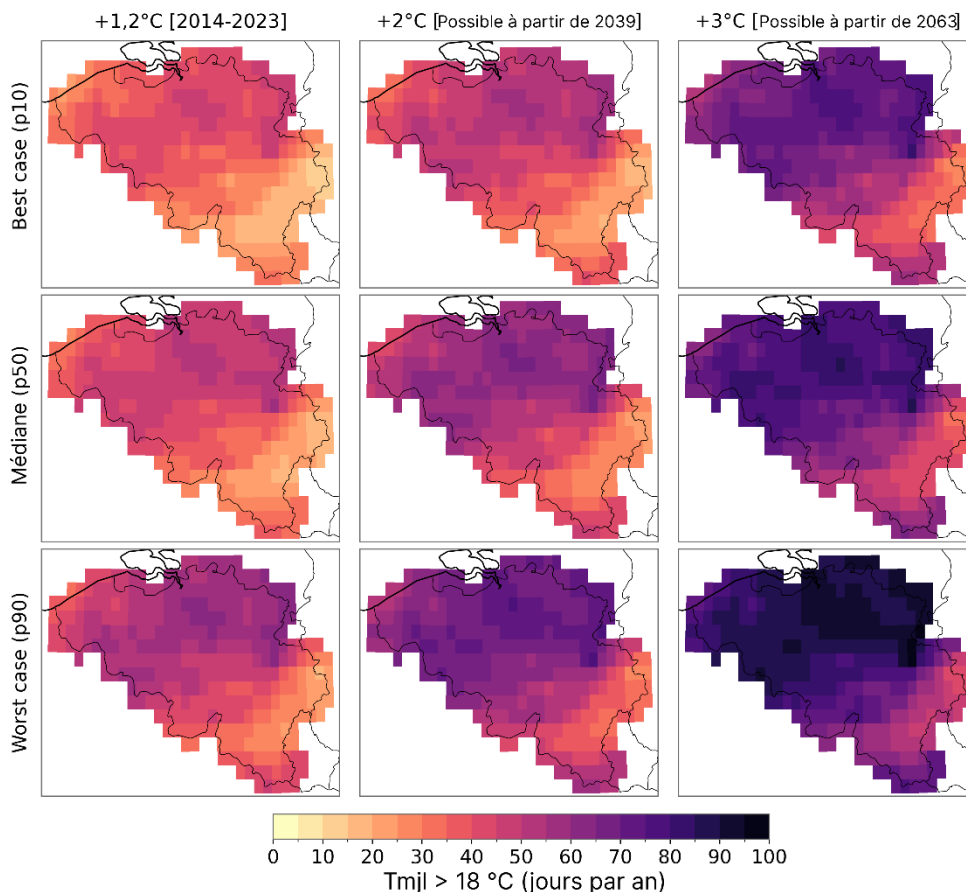 +1,2°C [2014-2023]
+2°C [Possible à partir de 2039]
+3°C [Possible à partir de 2063]
Best case (p10)
Médiane (p50)
Worst case (p90)
0 10 20 30 40 50 60 70 80 90 100
Tmjl > 18 °C (jours par an)